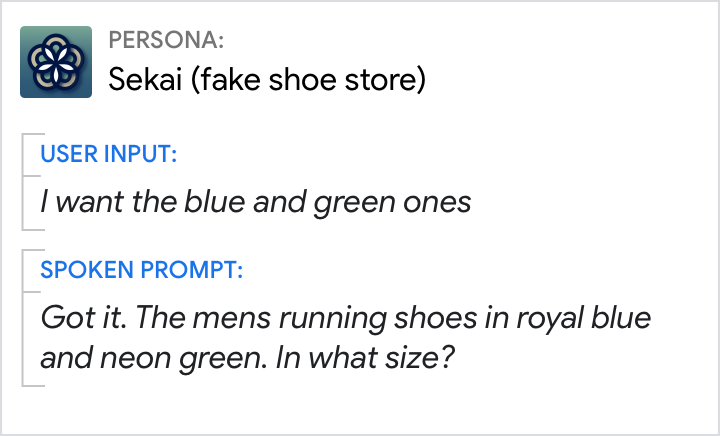 PERSONA:
Sekai (fake shoe store)
USER INPUT:
I want the blue and green ones
SPOKEN PROMPT:
Got it. The mens running shoes in royal blue
and neon green. In what size?